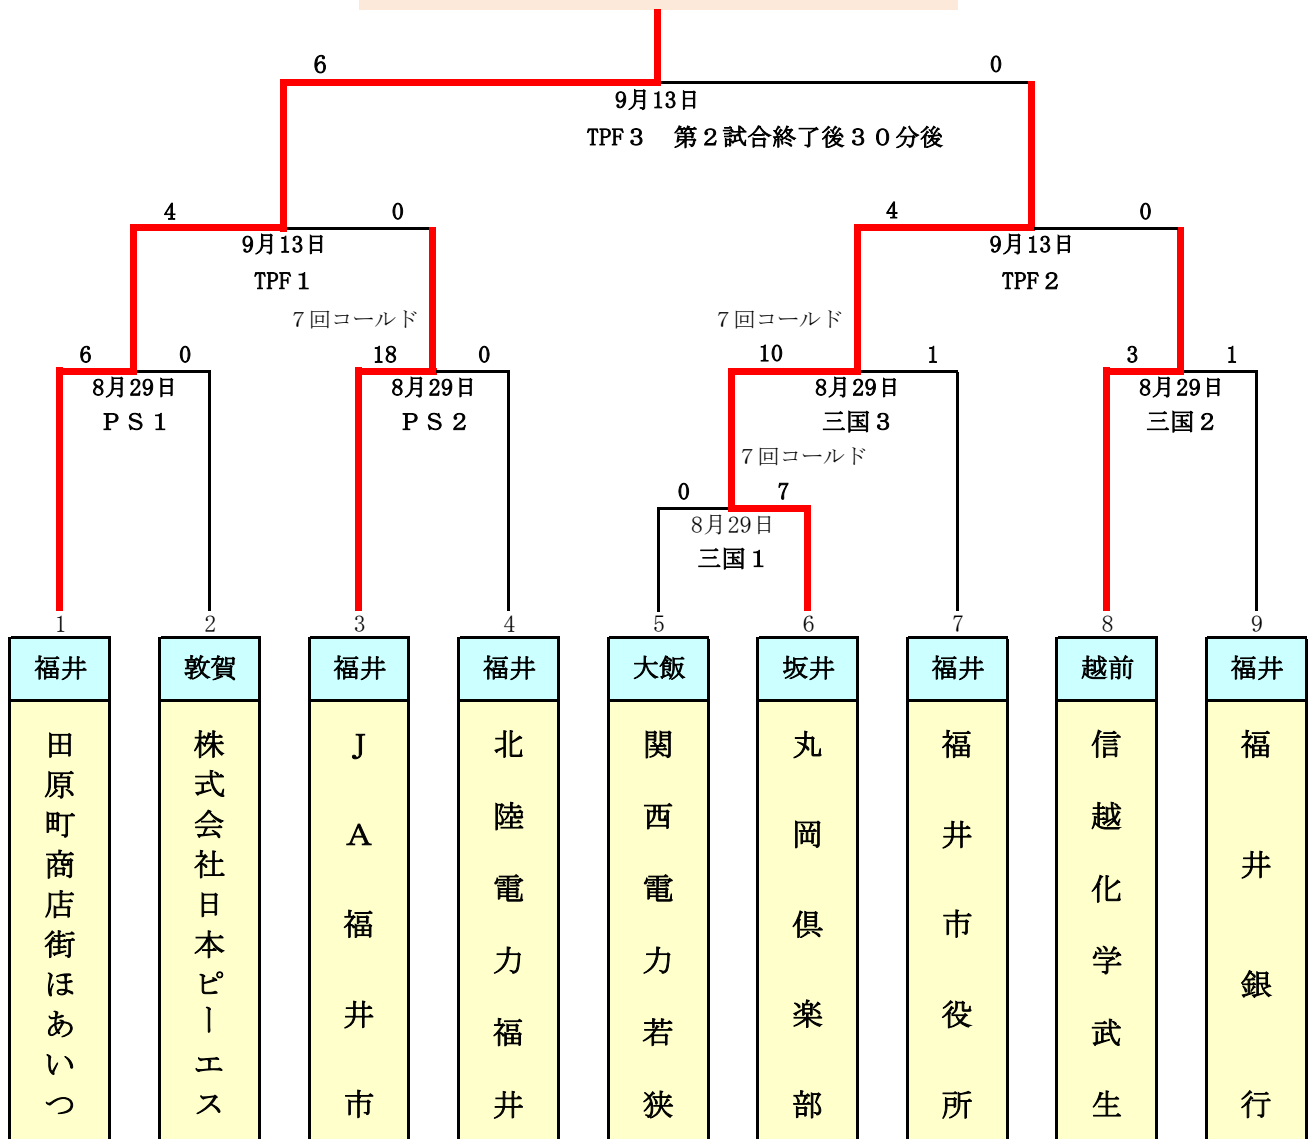 6 0
9月13日
TPF３ 第２試合終了後３０分後
4 0 4 0
9月13日 9月13日
TPF１ TPF２
７回コールド ７回コールド
6 0 18 0 10 1 3 1
8月29日 8月29日 8月29日 8月29日
ＰＳ１ ＰＳ２ 三国３ 三国２
７回コールド
0 7
8月29日
三国１
1 2 3 4 5 6 7 8 9
福井 敦賀 福井 福井 大飯 坂井 福井 越前 福井
田原町商店街ほあいつ
株式会社日本ピーエス
ＪＡ福井市
北陸電力福井
関西電力若狭
丸岡倶楽部
福井市役所
信越化学武生
福井銀行